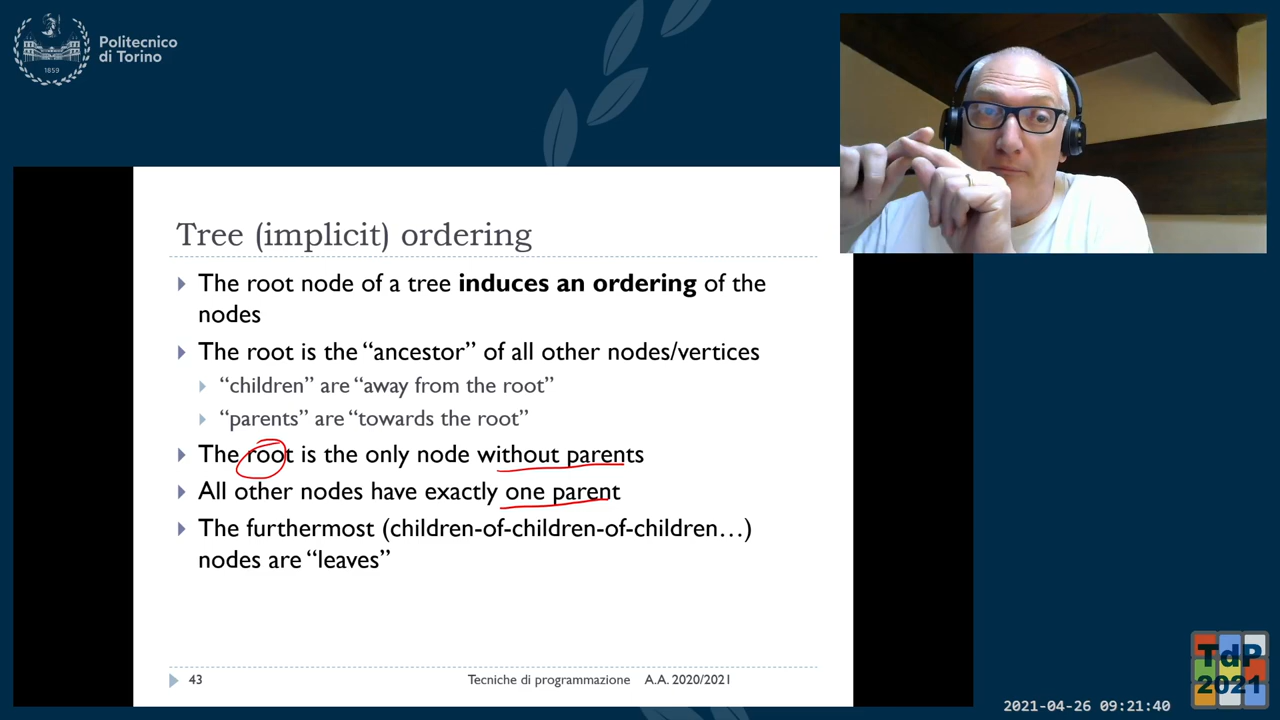 Politecnico
di Torino
1859
Tree (implicit) ordering
The root node of a tree induces an ordering of the
nodes
The root is the “ancestor” of all other nodes/vertices
“children” are “away from the root”
“parents” are “towards the root”
The root is the only node without parents
All other nodes have exactly one parent
The furthermost (children-of-children-of-children…)
nodes are “leaves”
43 Tecniche di programmazione A.A. 2020/2021
TdP
2021
2021-04-26 09:21:40